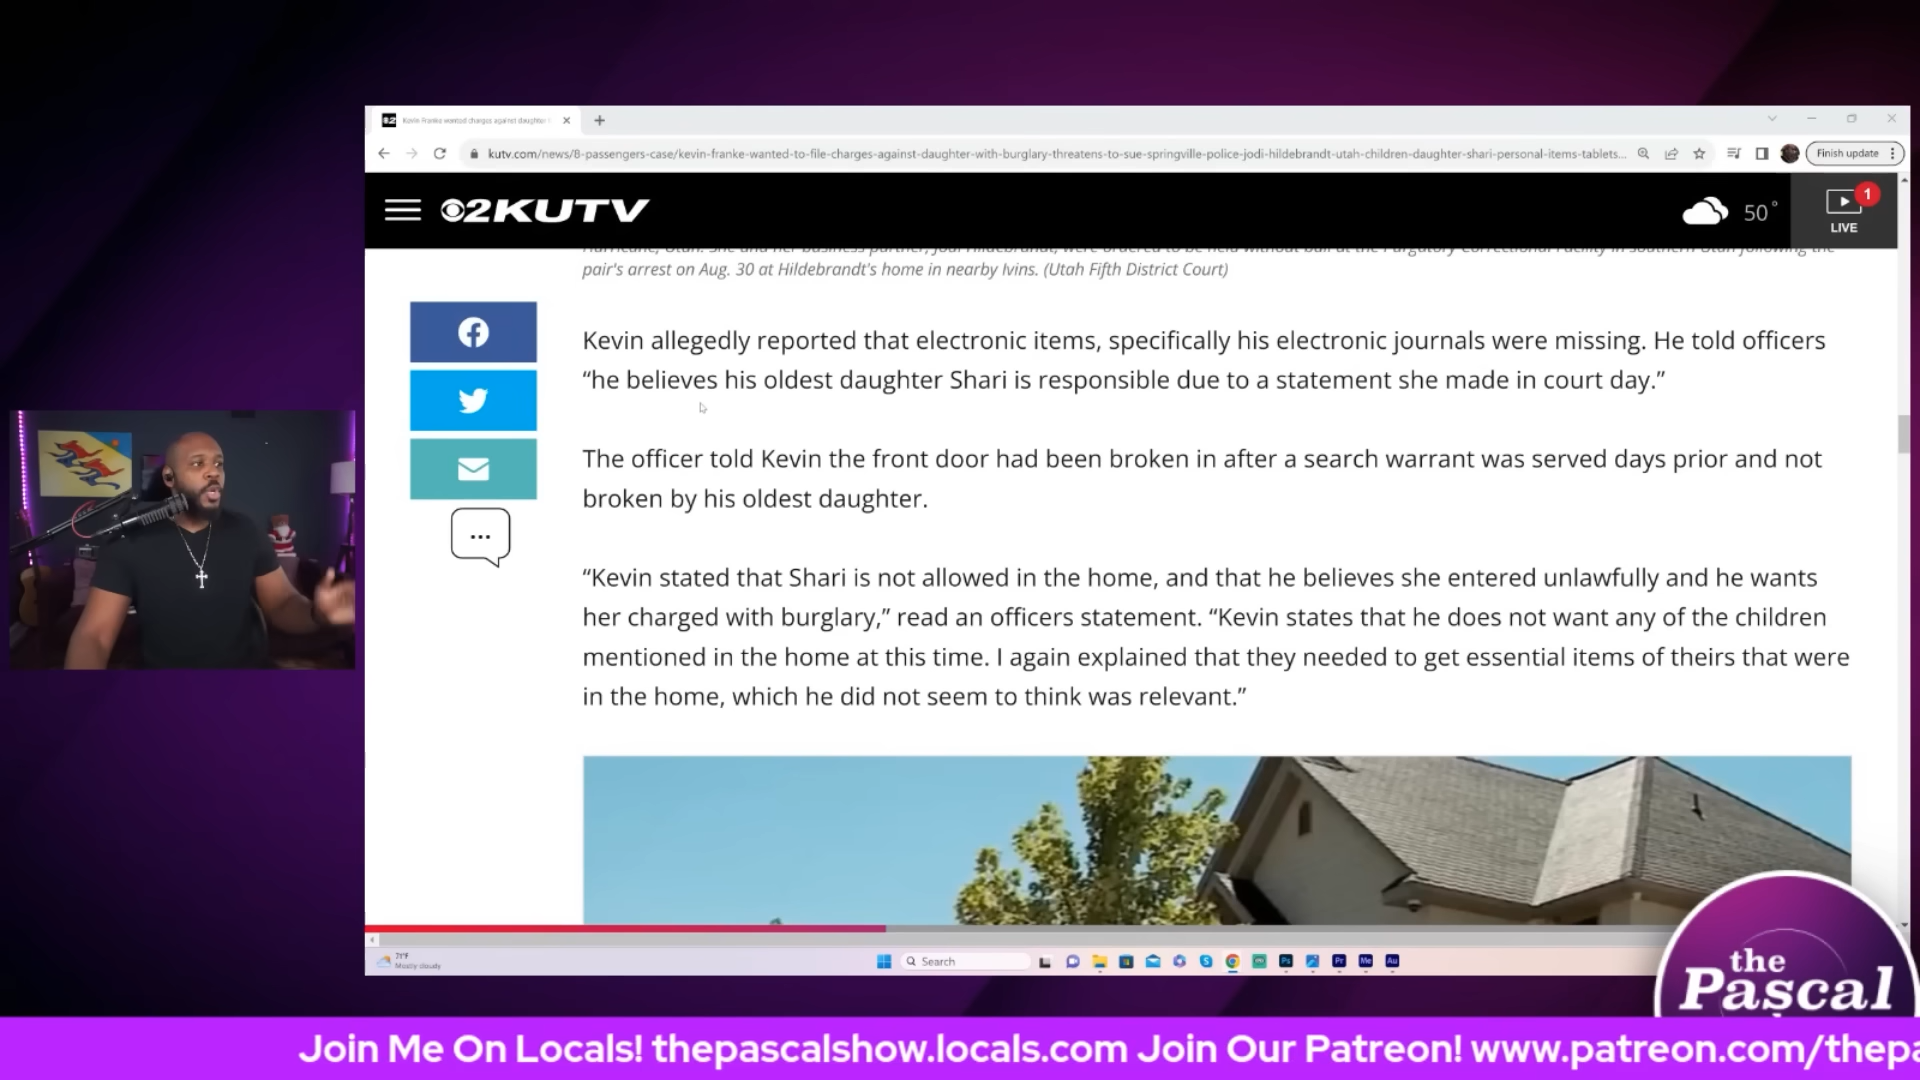 Kevin Franke wanted charges against daughter
kutv.com/news/8-passengers-case/kevin-franke-wanted-to-file-charges-against-daughter-with-burglary-threatens-to-sue-springville-police-jodi-hildebrandt-utah-children-daughter-shari-personal-items-tablets...
Finish update
2KUTV
50°
1
LIVE
pair's arrest on Aug. 30 at Hildebrandt's home in nearby Ivins. (Utah Fifth District Court)
Kevin allegedly reported that electronic items, specifically his electronic journals were missing. He told officers
“he believes his oldest daughter Shari is responsible due to a statement she made in court day.”
The officer told Kevin the front door had been broken in after a search warrant was served days prior and not
broken by his oldest daughter.
“Kevin stated that Shari is not allowed in the home, and that he believes she entered unlawfully and he wants
her charged with burglary,” read an officers statement. “Kevin states that he does not want any of the children
mentioned in the home at this time. I again explained that they needed to get essential items of theirs that were
in the home, which he did not seem to think was relevant.”
71°F
Mostly cloudy
Search
the
Pascal
Join Me On Locals! thepascalshow.locals.com Join Our Patreon! www.patreon.com/thepa